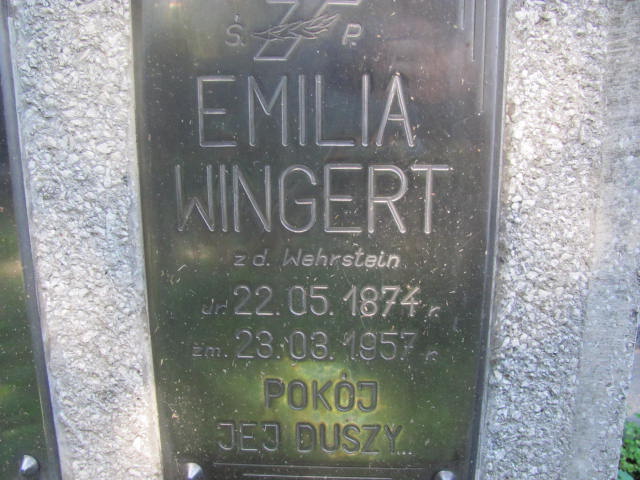 Ś. P.
EMILIA
WINGERT
z d. Wehrstein
ur. 22.05.1874 r.
zm. 23.03.1957 r.
POKÓJ
JEJ DUSZY...